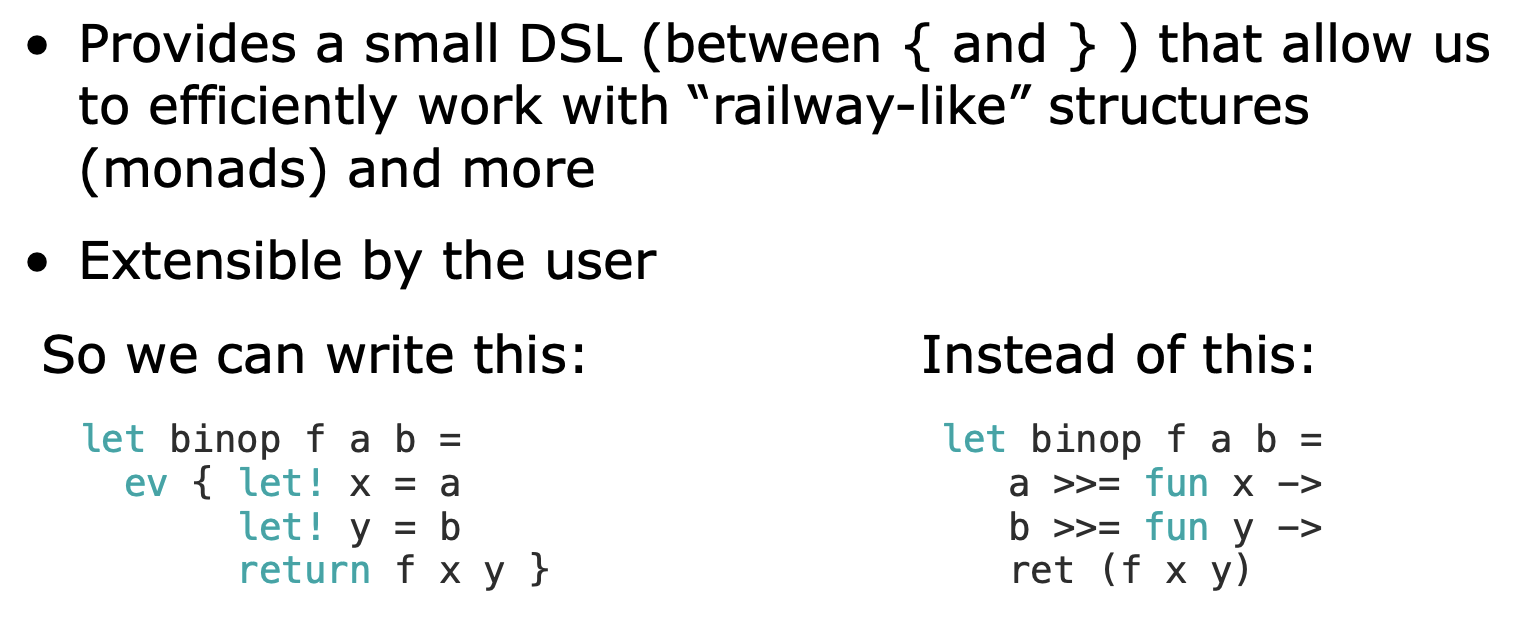 • Provides a small DSL (between { and } ) that allow us
to efficiently work with “railway-like” structures
(monads) and more
• Extensible by the user
So we can write this:
let binop f a b =
  ev { let! x = a
       let! y = b
       return f x y }
Instead of this:
let binop f a b =
   a >>= fun x ->
   b >>= fun y ->
   ret (f x y)